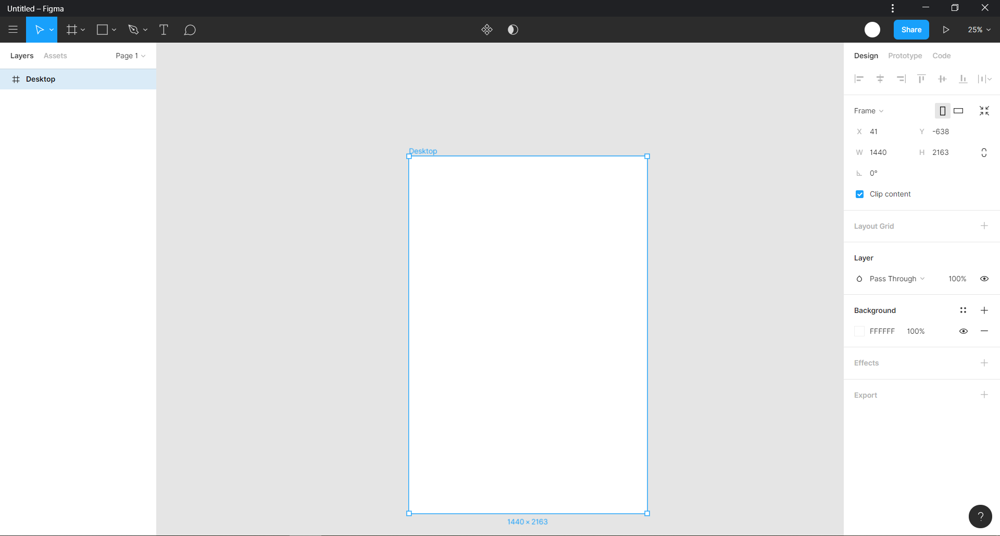 Untitled – Figma
Share
25%
Layers Assets Page 1
Desktop
Desktop
1440 × 2163
Design Prototype Code
Frame
X 41 Y -638
W 1440 H 2163
0°
Clip content
Layout Grid
Layer
Pass Through 100%
Background
FFFFFF 100%
Effects
Export
?